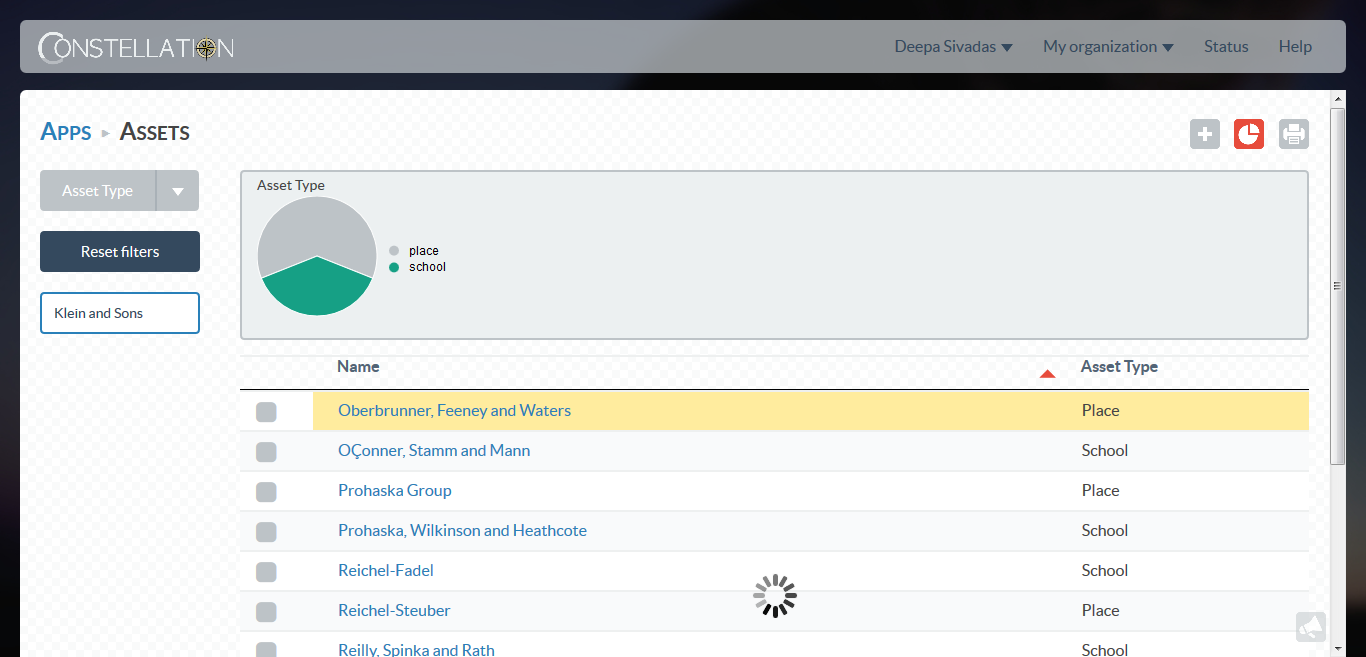 CONSTELLATION
Deepa Sivadas My organization Status Help
APPS ASSETS
Asset Type
Reset filters
Klein and Sons
Asset Type
place
school
Name Asset Type
Oberbrunner, Feeney and Waters Place
OÇonner, Stamm and Mann School
Prohaska Group Place
Prohaska, Wilkinson and Heathcote School
Reichel-Fadel School
Reichel-Steuber Place
Reilly, Spinka and Rath School